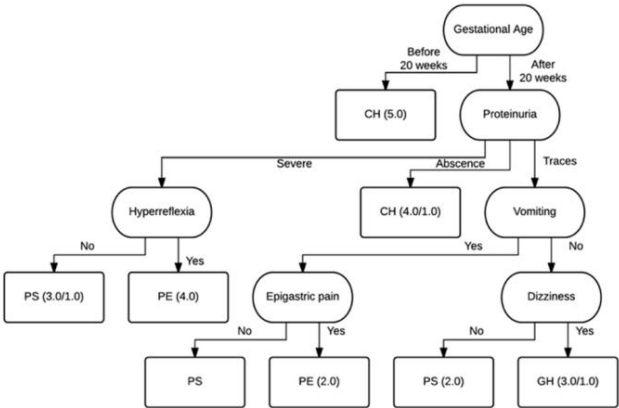 Gestational Age
Before
20 weeks
After
20 weeks
CH (5.0)
Proteinuria
Severe
Abscence
Traces
Hyperreflexia
CH (4.0/1.0)
Vomiting
No
Yes
Yes
No
PS (3.0/1.0)
PE (4.0)
Epigastric pain
Dizziness
No
Yes
No
Yes
PS
PE (2.0)
PS (2.0)
GH (3.0/1.0)